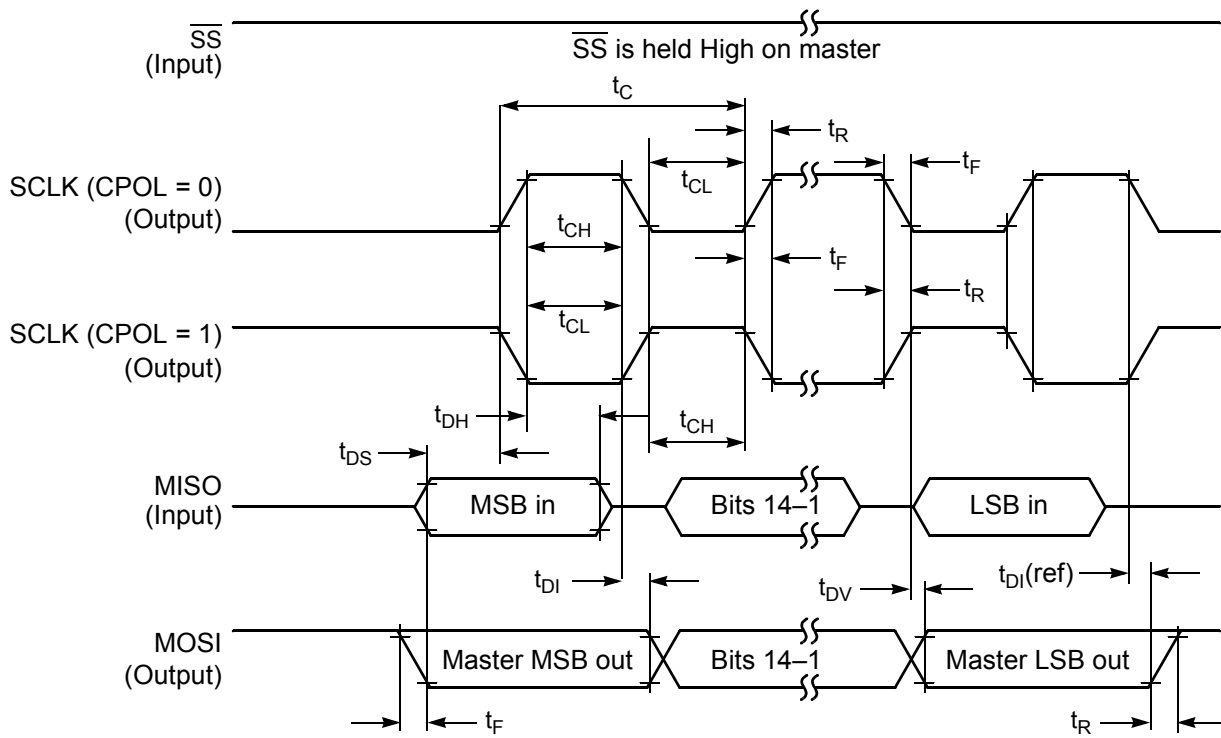 S̅S̅
(Input)
S̅S̅ is held High on master
tC
tR
tF
SCLK (CPOL = 0)
(Output)
tCL
tCH
tF
tR
tCL
SCLK (CPOL = 1)
(Output)
tDH
tCH
tDS
MISO
(Input)
MSB in
Bits 14–1
LSB in
tDI
tDV
tDI(ref)
MOSI
(Output)
Master MSB out
Bits 14–1
Master LSB out
tF
tR